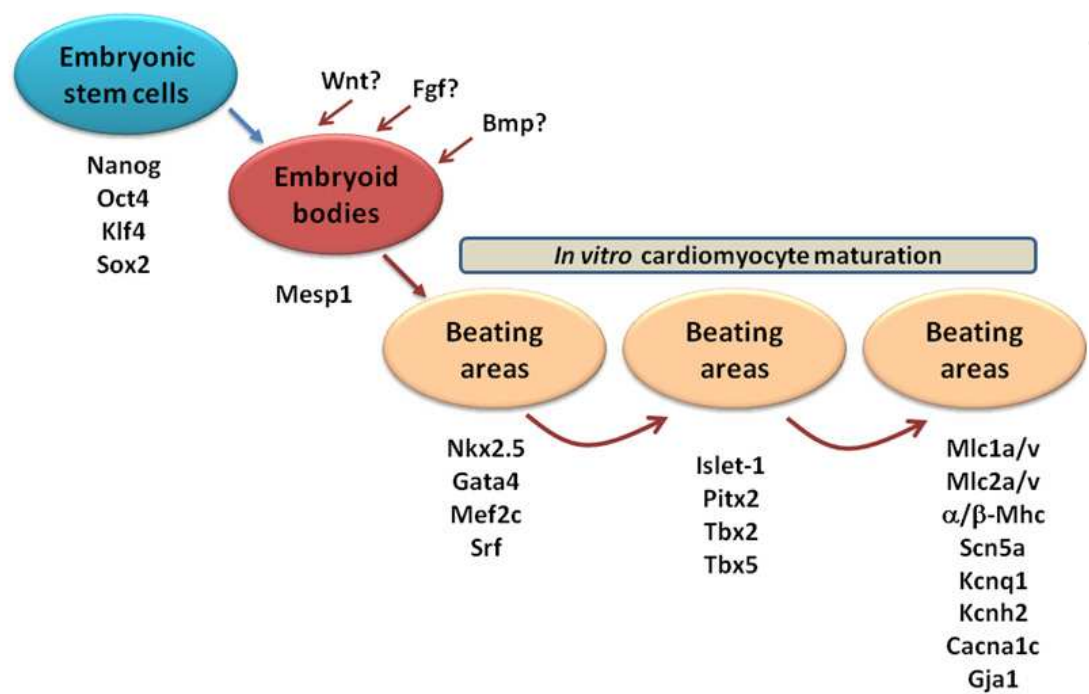 Embryonic
stem cells
Wnt?
Fgf?
Bmp?
Nanog
Oct4
Klf4
Sox2
Embryoid
bodies
Mesp1
In vitro cardiomyocyte maturation
Beating
areas
Beating
areas
Beating
areas
Nkx2.5
Gata4
Mef2c
Srf
Islet-1
Pitx2
Tbx2
Tbx5
Mlc1a/v
Mlc2a/v
α/β-Mhc
Scn5a
Kcnq1
Kcnh2
Cacna1c
Gja1